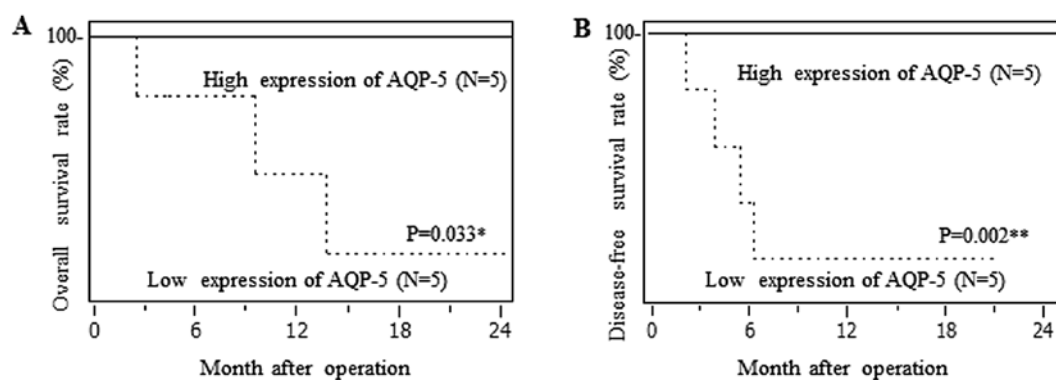 A
100-
Overall survival rate (%)
High expression of AQP-5 (N=5)
P=0.033*
Low expression of AQP-5 (N=5)
0 6 12 18 24
Month after operation
B
100-
Disease-free survival rate (%)
High expression of AQP-5 (N=5)
P=0.002**
Low expression of AQP-5 (N=5)
0 6 12 18 24
Month after operation